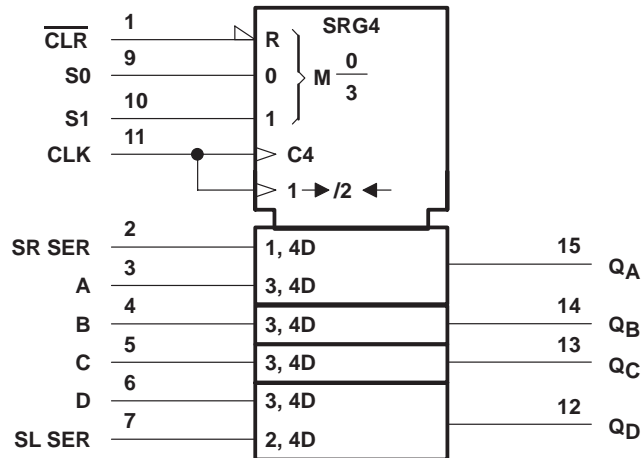 SRG4
CLR 1 R
S0 9 0
S1 10 1
M 0/3
CLK 11 C4
1 → /2 ←
SR SER 2 1, 4D
A 3 3, 4D
15 QA
B 4 3, 4D 14 QB
C 5 3, 4D 13 QC
D 6 3, 4D
12 QD
SL SER 7 2, 4D